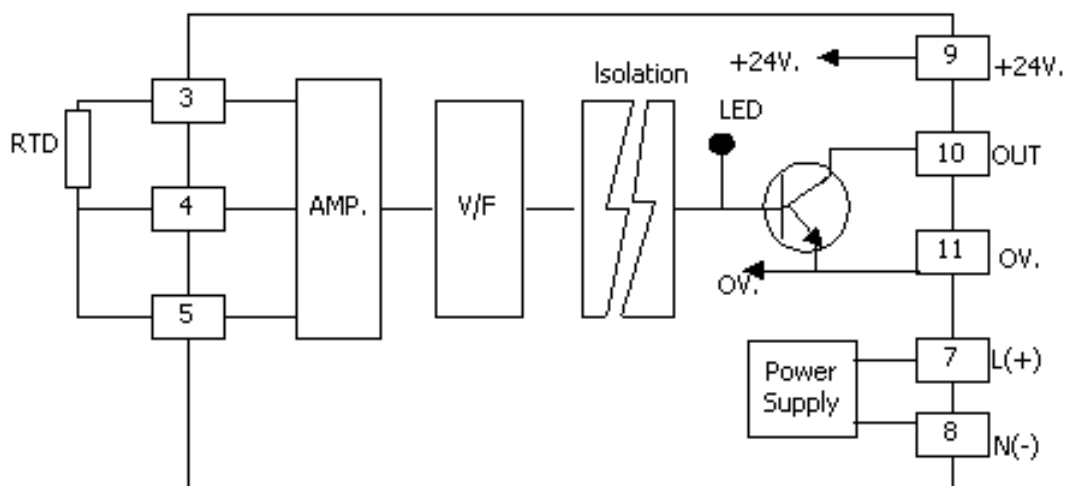 +24V.
9
+24V.
Isolation
3
LED
RTD
10
OUT
4
AMP.
V/F
11
OV.
OV.
5
7
L(+)
Power
Supply
8
N(-)